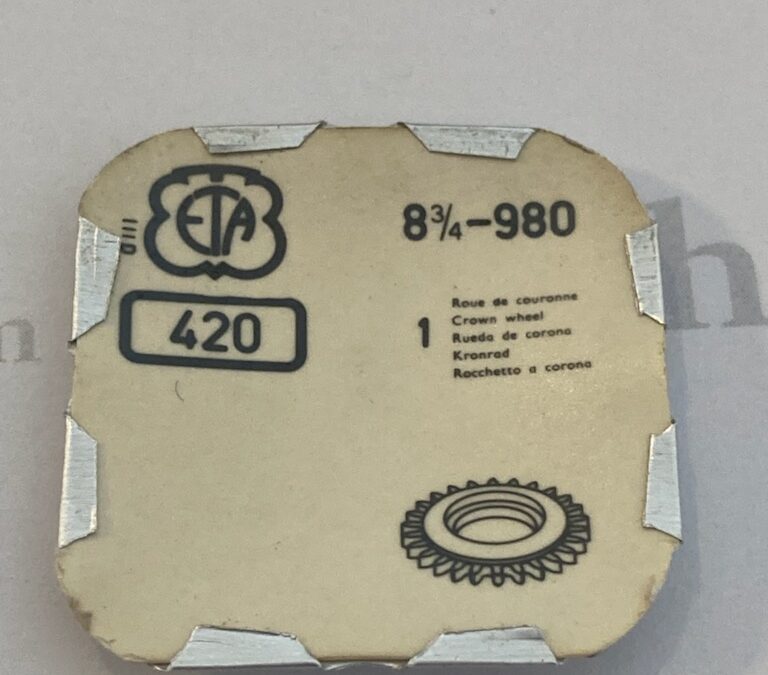 ETA
8¾-980
420
1
Roue de couronne
Crown wheel
Rueda de corona
Kronrad
Rocchetto a corona
h
n